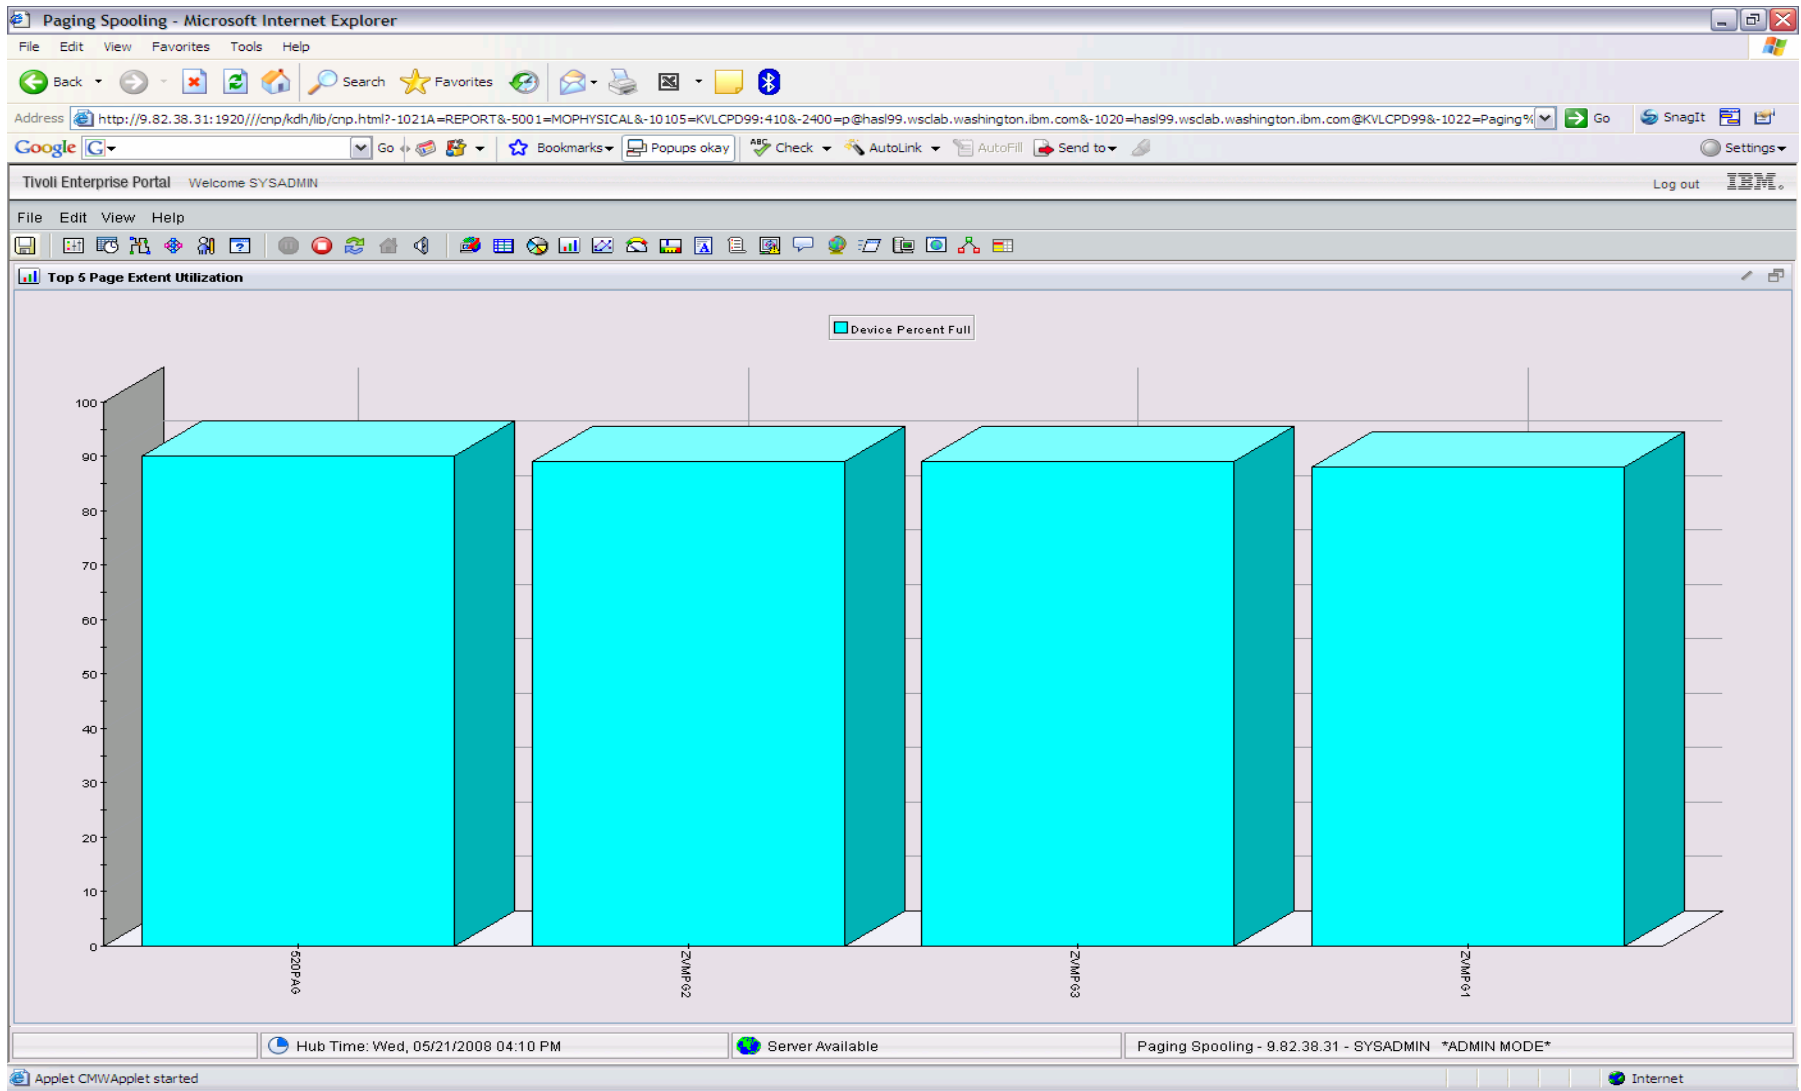 Paging Spooling - Microsoft Internet Explorer
File Edit View Favorites Tools Help
Back Search Favorites
Address http://9.82.38.31:1920///cnp/kdh/lib/cnp.html?-1021A=REPORT&-5001=MOPHYSICAL&-10105=KVLCPD99:410&-2400=p@hasl99.wsclab.washington.ibm.com&-1020=hasl99.wsclab.washington.ibm.com@KVLCPD99&-1022=Paging% Go SnagIt
Google G Go Bookmarks Popups okay ABC Check AutoLink AutoFill Send to Settings
Tivoli Enterprise Portal Welcome SYSADMIN Log out IBM.
File Edit View Help
Top 5 Page Extent Utilization
Device Percent Full
100
90
80
70
60
50
40
30
20
10
0
520PAG ZVMPG2 ZVMPG3 ZVMPG1
Hub Time: Wed, 05/21/2008 04:10 PM Server Available Paging Spooling - 9.82.38.31 - SYSADMIN *ADMIN MODE*
Applet CMWApplet started Internet